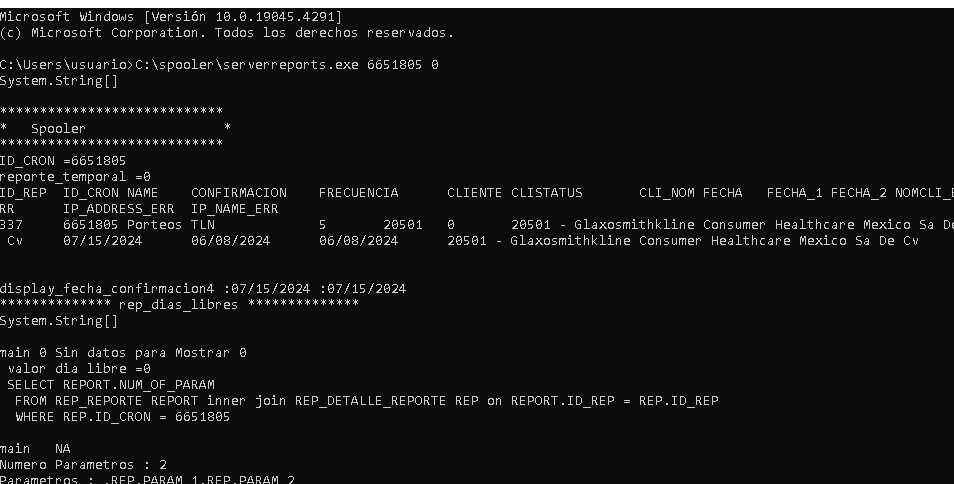 Microsoft Windows [Versión 10.0.19045.4291]
(c) Microsoft Corporation. Todos los derechos reservados.
C:\Users\usuario>C:\spooler\serverreports.exe 6651805 0
System.String[]
****************************
*   Spooler                  *
****************************
ID_CRON =6651805
reporte_temporal =0
ID_REP  ID_CRON NAME    CONFIRMACION    FRECUENCIA      CLIENTE CLISTATUS       CLI_NOM FECHA   FECHA_1 FECHA_2 NOMCLI_E
RR      IP_ADDRESS_ERR  IP_NAME_ERR
337     6651805 Porteos TLN             5       20501   0       20501 - Glaxosmithkline Consumer Healthcare Mexico Sa De
 Cv     07/15/2024      06/08/2024      06/08/2024      20501 - Glaxosmithkline Consumer Healthcare Mexico Sa De Cv
display_fecha_confirmacion4 :07/15/2024 :07/15/2024
************** rep_dias_libres **************
System.String[]
main 0 Sin datos para Mostrar 0
 valor dia libre =0
 SELECT REPORT.NUM_OF_PARAM
  FROM REP_REPORTE REPORT inner join REP_DETALLE_REPORTE REP on REPORT.ID_REP = REP.ID_REP
  WHERE REP.ID_CRON = 6651805
main   NA
Numero Parametros : 2
Parametros : ,REP.PARAM_1,REP.PARAM_2